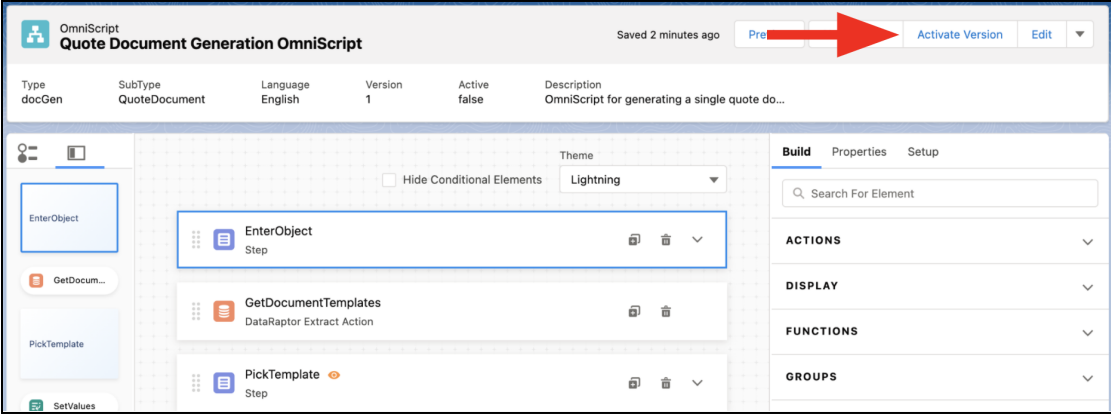 OmniScript
Quote Document Generation OmniScript
Saved 2 minutes ago
Pre
Activate Version
Edit
Type
docGen
SubType
QuoteDocument
Language
English
Version
1
Active
false
Description
OmniScript for generating a single quote do...
Theme
Hide Conditional Elements
Lightning
EnterObject
GetDocum...
PickTemplate
SetValues
EnterObject
Step
GetDocumentTemplates
DataRaptor Extract Action
PickTemplate
Step
Build
Properties
Setup
Search For Element
ACTIONS
DISPLAY
FUNCTIONS
GROUPS